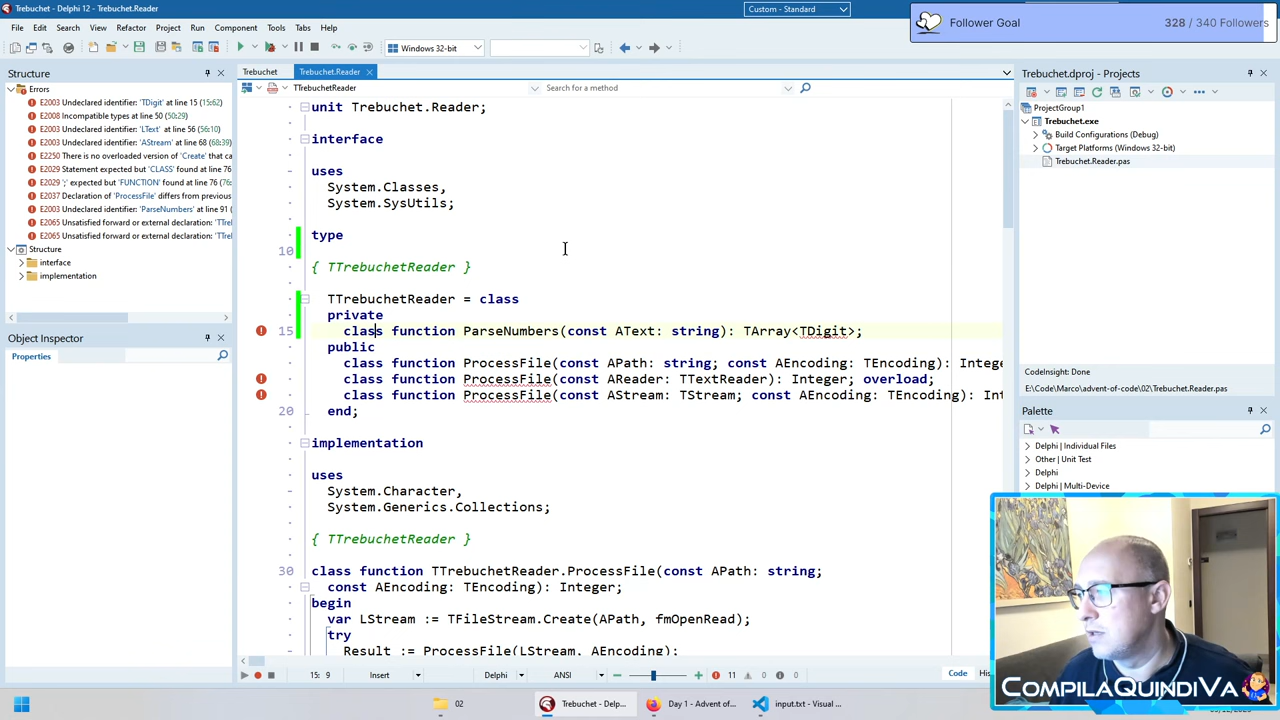 Trebuchet - Delphi 12 - Trebuchet.Reader
Custom - Standard
Follower Goal
328 / 340 Followers
File Edit Search View Refactor Project Run Component Tools Tabs Help
Windows 32-bit
Structure
Errors
E2003 Undeclared identifier: 'TDigit' at line 15 (15:62)
E2008 Incompatible types at line 50 (50:29)
E2003 Undeclared identifier: 'LText' at line 56 (56:10)
E2003 Undeclared identifier: 'AStream' at line 68 (68:39)
E2250 There is no overloaded version of 'Create' that ca
E2029 Statement expected but 'CLASS' found at line 76
E2029 ';' expected but 'FUNCTION' found at line 76 (76
E2037 Declaration of 'ProcessFile' differs from previous
E2003 Undeclared identifier: 'ParseNumbers' at line 91 (
E2065 Unsatisfied forward or external declaration: 'TTrel
E2065 Unsatisfied forward or external declaration: 'TTrel
Structure
interface
implementation
Object Inspector
Properties
Trebuchet
Trebuchet.Reader
TTrebuchetReader
Search for a method
unit Trebuchet.Reader;
interface
uses
System.Classes,
System.SysUtils;
type
10
{ TTrebuchetReader }
TTrebuchetReader = class
private
15 class function ParseNumbers(const AText: string): TArray<TDigit>;
public
class function ProcessFile(const APath: string; const AEncoding: TEncoding): Intege
class function ProcessFile(const AReader: TTextReader): Integer; overload;
class function ProcessFile(const AStream: TStream; const AEncoding: TEncoding): Int
20 end;
implementation
uses
System.Character,
System.Generics.Collections;
{ TTrebuchetReader }
30 class function TTrebuchetReader.ProcessFile(const APath: string;
const AEncoding: TEncoding): Integer;
begin
var LStream := TFileStream.Create(APath, fmOpenRead);
try
Result := ProcessFile(LStream, AEncoding);
15: 9
Insert
Delphi
ANSI
11
0
0
Code
His
Trebuchet.dproj - Projects
ProjectGroup1
Trebuchet.exe
Build Configurations (Debug)
Target Platforms (Windows 32-bit)
Trebuchet.Reader.pas
CodeInsight: Done
E:\Code\Marco\advent-of-code\02\Trebuchet.Reader.pas
Palette
Delphi | Individual Files
Other | Unit Test
Delphi
Delphi | Multi-Device
COMPILAQUINDIVA
02
Trebuchet - Delp...
Day 1 - Advent of...
input.txt - Visual ...